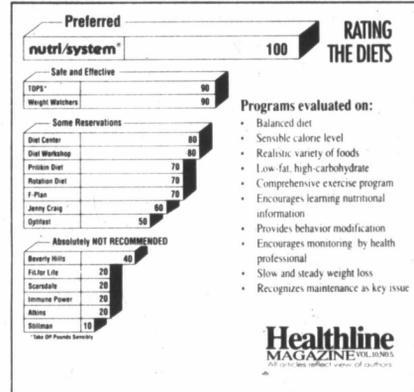 Preferred
nutri/system® 100
RATING
THE DIETS
Safe and Effective
TOPS* 90
Weight Watchers 90
Some Reservations
Diet Center 80
Diet Workshop 80
Pritikin Diet 70
Rotation Diet 70
F-Plan 70
Jenny Craig 60
Optifast 50
Absolutely NOT RECOMMENDED
Beverly Hills 40
Fit for Life 20
Scarsdale 20
Immune Power 20
Atkins 20
Stillman 10
*Take Off Pounds Sensibly
Programs evaluated on:
• Balanced diet
• Sensible calorie level
• Realistic variety of foods
• Low-fat, high-carbohydrate
• Comprehensive exercise program
• Encourages learning nutritional
information
• Provides behavior modification
• Encourages monitoring by health
professional
• Slow and steady weight loss
• Recognizes maintenance as key issue
Healthline
MAGAZINE VOL. 10, NO. 5
All articles reflect view of authors